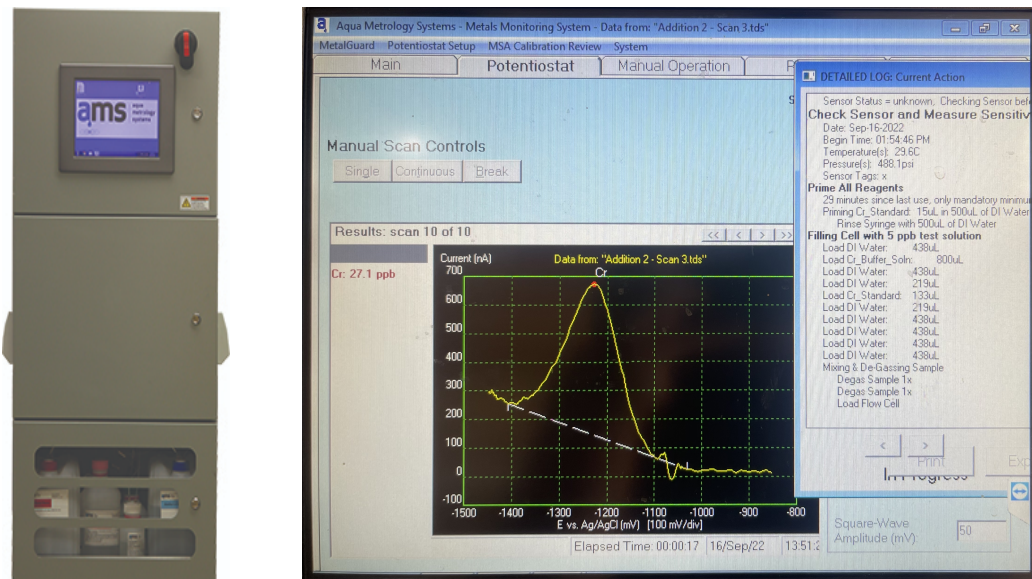 ams
aqua
metrology
systems
Aqua Metrology Systems - Metals Monitoring System - Data from: "Addition 2 - Scan 3.tds"
MetalGuard Potentiostat Setup MSA Calibration Review System
Main Potentiostat Manual Operation P
Manual Scan Controls
Single Continuous Break
Results: scan 10 of 10
<< < > >>
Cr: 27.1 ppb
Current (nA)
Data from: "Addition 2 - Scan 3.tds"
Cr
700
600
500
400
300
200
100
0
-100
-1500 -1400 -1300 -1200 -1100 -1000 -900 -800
E vs. Ag/AgCl (mV) [100 mV/div]
Elapsed Time: 00:00:17 16/Sep/22 13:51:2
DETAILED LOG: Current Action
Sensor Status = unknown, Checking Sensor bef
Check Sensor and Measure Sensitiv
Date: Sep-16-2022
Begin Time: 01:54:46 PM
Temperature(s): 29.6C
Pressure(s): 488.1psi
Sensor Tags: x
Prime All Reagents
29 minutes since last use, only mandatory minimu
Priming Cr_Standard: 15uL in 500uL of DI Water
Rinse Syringe with 500uL of DI Water
Filling Cell with 5 ppb test solution
Load DI Water: 438uL
Load Cr_Buffer_Soln: 800uL
Load DI Water: 438uL
Load DI Water: 219uL
Load Cr_Standard: 133uL
Load DI Water: 219uL
Load DI Water: 438uL
Load DI Water: 438uL
Load DI Water: 438uL
Load DI Water: 438uL
Mixing & De-Gassing Sample
Degas Sample 1x
Degas Sample 1x
Load Flow Cell
< >
Print Exp
In Progress
Square-Wave
Amplitude (mV) 50